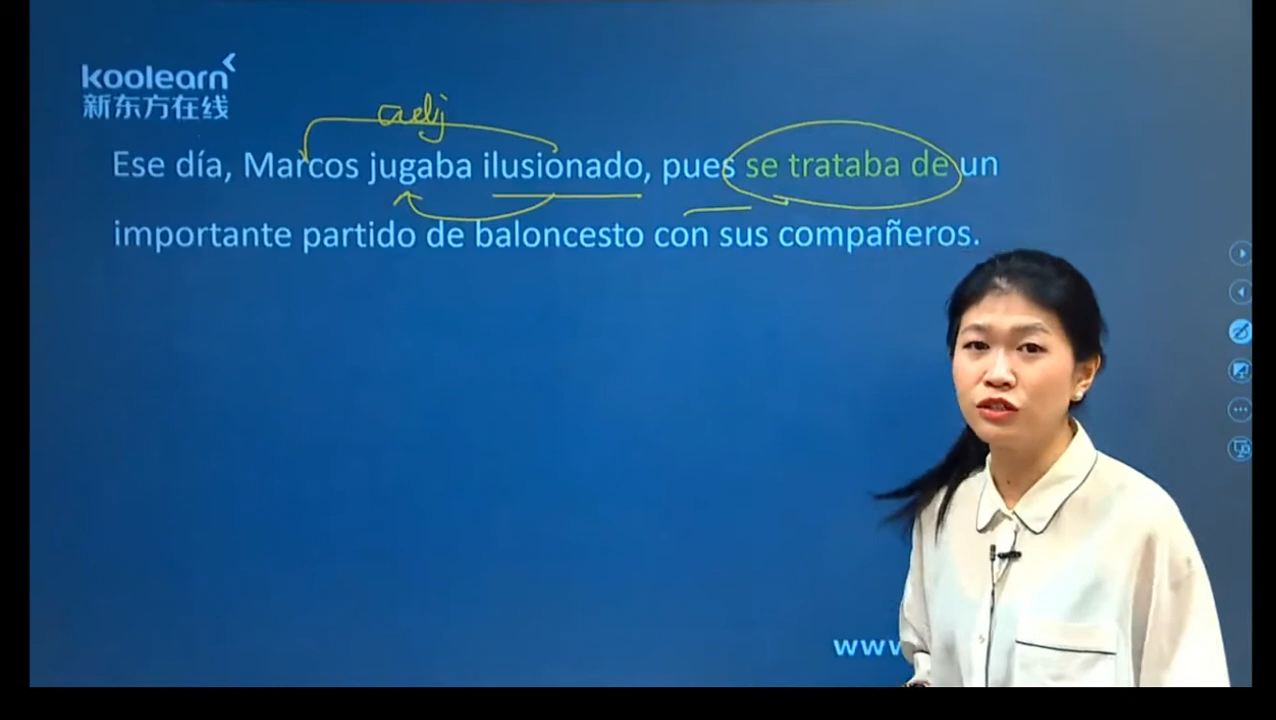 koolearn
新东方在线
adj
Ese día, Marcos jugaba ilusionado, pues se trataba de un
importante partido de baloncesto con sus compañeros.
www